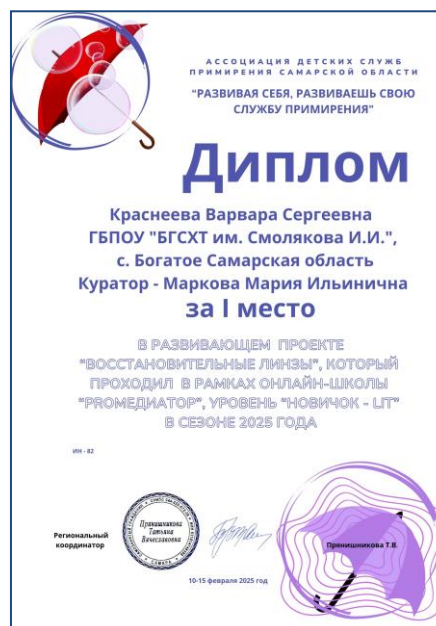 АССОЦИАЦИЯ ДЕТСКИХ СЛУЖБ
ПРИМИРЕНИЯ САМАРСКОЙ ОБЛАСТИ
"РАЗВИВАЯ СЕБЯ, РАЗВИВАЕШЬ СВОЮ
СЛУЖБУ ПРИМИРЕНИЯ"
Диплом
Краснеева Варвара Сергеевна
ГБПОУ "БГСХТ им. Смолякова И.И.",
с. Богатое Самарская область
Куратор - Маркова Мария Ильинична
за I место
В РАЗВИВАЮЩЕМ ПРОЕКТЕ
"ВОССТАНОВИТЕЛЬНЫЕ ЛИНЗЫ", КОТОРЫЙ
ПРОХОДИЛ В РАМКАХ ОНЛАЙН-ШКОЛЫ
"PROМЕДИАТОР", УРОВЕНЬ "НОВИЧОК - LIT"
В СЕЗОНЕ 2025 ГОДА
ИН - 82
Региональный
координатор
Прянишникова
Татьяна
Вячеславовна
САМАРА
Прянишникова Т.В.
10-15 февраля 2025 год